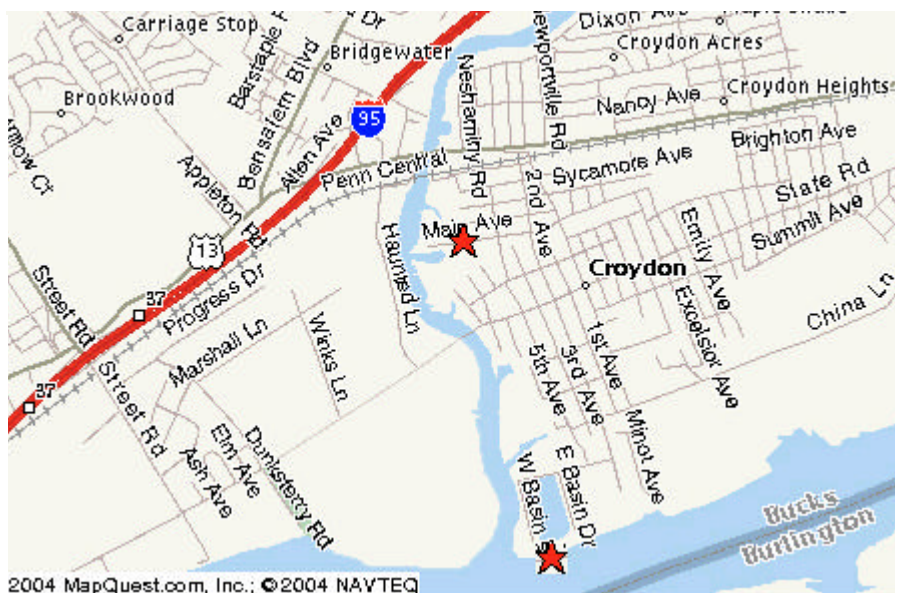 Carriage Stop
Dr
Dixon Ave
Bridgewater
Croydon Acres
Barstaple
Bensalem Blvd
Newportville Rd
Neshaminy Rd
Croydon Heights
Brookwood
Nancy Ave
95
Allen Ave
Brighton Ave
Willow Ct
Penn Central
Sycamore Ave
Appleton Rd
2nd Ave
State Rd
Main Ave
Summit Ave
Emily Ave
13
Haunted Ln
Croydon
Street Rd
Progress Dr
China Ln
37
Marshall Ln
Winks Ln
Excelsior Ave
1st Ave
3rd Ave
5th Ave
37
Street Rd
Minot Ave
Elm Ave
Dunksferry Rd
Ash Ave
W Basin
E Basin Dr
Bucks
Burlington
2004 MapQuest.com, Inc.; ©2004 NAVTEQ